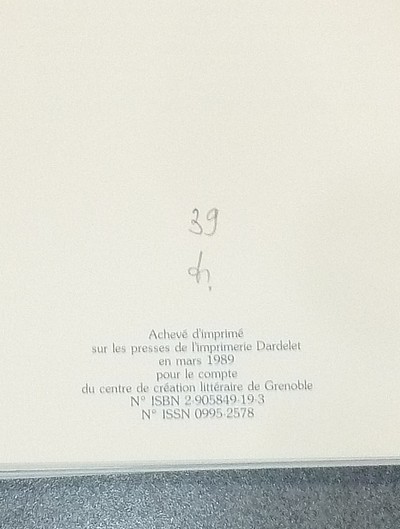 39
Achevé d'imprimé
sur les presses de l'imprimerie Dardelet
en mars 1989
pour le compte
du centre de création littéraire de Grenoble
N° ISBN 2-905849-19-3
N° ISSN 0995-2578